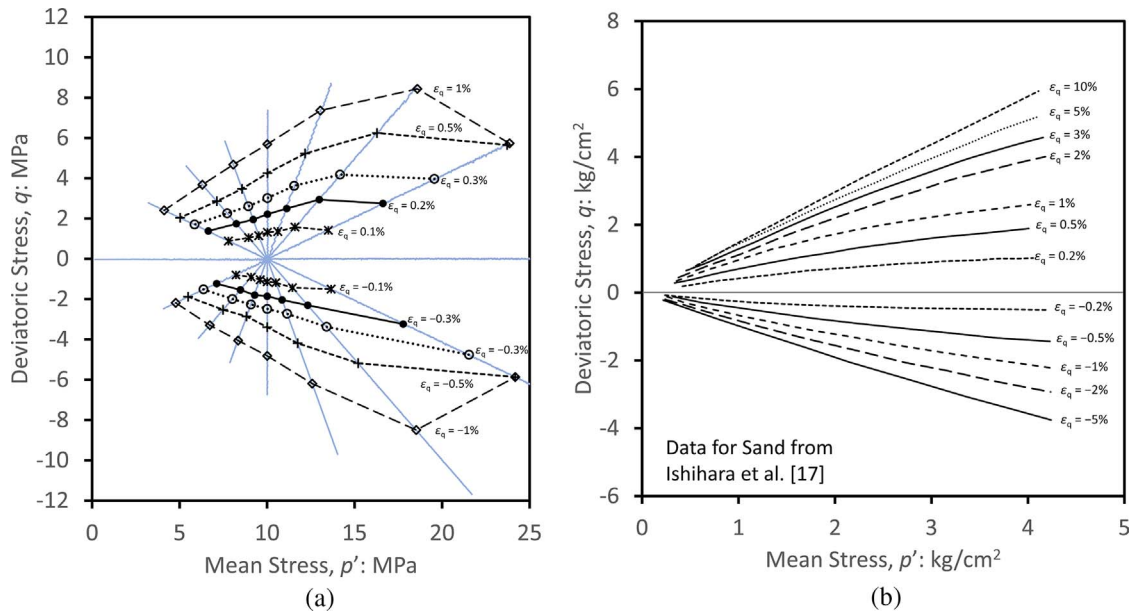 12
10
8
6
4
2
0
-2
-4
-6
-8
-10
-12
0
5
10
15
20
25
Deviatoric Stress, q: MPa
Mean Stress, p': MPa
εq = 1%
εq = 0.5%
εq = 0.3%
εq = 0.2%
εq = 0.1%
εq = −0.1%
εq = −0.3%
εq = −0.3%
εq = −0.5%
εq = −1%
(a)
8
6
4
2
0
-2
-4
-6
0
1
2
3
4
5
Deviatoric Stress, q: kg/cm²
Mean Stress, p': kg/cm²
εq = 10%
εq = 5%
εq = 3%
εq = 2%
εq = 1%
εq = 0.5%
εq = 0.2%
εq = −0.2%
εq = −0.5%
εq = −1%
εq = −2%
εq = −5%
Data for Sand from
Ishihara et al. [17]
(b)